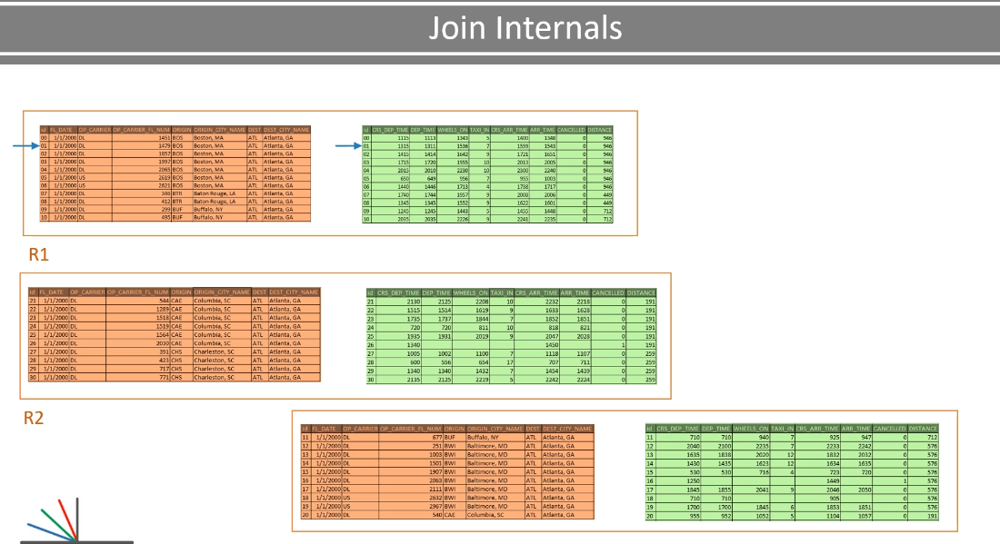 Join Internals
id FL_DATE OP_CARRIER OP_CARRIER_FL_NUM ORIGIN ORIGIN_CITY_NAME DEST DEST_CITY_NAME
00 1/1/2000 DL 1451 BOS Boston, MA ATL Atlanta, GA
01 1/1/2000 DL 1479 BOS Boston, MA ATL Atlanta, GA
02 1/1/2000 DL 1857 BOS Boston, MA ATL Atlanta, GA
03 1/1/2000 DL 1997 BOS Boston, MA ATL Atlanta, GA
04 1/1/2000 DL 2065 BOS Boston, MA ATL Atlanta, GA
05 1/1/2000 US 2619 BOS Boston, MA ATL Atlanta, GA
06 1/1/2000 US 2621 BOS Boston, MA ATL Atlanta, GA
07 1/1/2000 DL 346 BTR Baton Rouge, LA ATL Atlanta, GA
08 1/1/2000 DL 412 BTR Baton Rouge, LA ATL Atlanta, GA
09 1/1/2000 DL 299 BUF Buffalo, NY ATL Atlanta, GA
10 1/1/2000 DL 495 BUF Buffalo, NY ATL Atlanta, GA
id CRS_DEP_TIME DEP_TIME WHEELS_ON TAXI_IN CRS_ARR_TIME ARR_TIME CANCELLED DISTANCE
00 1115 1113 1343 5 1400 1348 0 946
01 1315 1311 1536 7 1559 1543 0 946
02 1415 1414 1642 9 1721 1651 0 946
03 1715 1720 1955 10 2013 2005 0 946
04 2015 2010 2230 10 2300 2240 0 946
05 650 649 956 7 955 1003 0 946
06 1440 1446 1713 4 1738 1717 0 946
07 1740 1744 1957 9 2008 2006 0 449
08 1345 1345 1552 9 1622 1601 0 449
09 1245 1245 1443 5 1455 1448 0 712
10 2035 2035 2226 9 2241 2235 0 712
R1
id FL_DATE OP_CARRIER OP_CARRIER_FL_NUM ORIGIN ORIGIN_CITY_NAME DEST DEST_CITY_NAME
21 1/1/2000 DL 544 CAE Columbia, SC ATL Atlanta, GA
22 1/1/2000 DL 1289 CAE Columbia, SC ATL Atlanta, GA
23 1/1/2000 DL 1518 CAE Columbia, SC ATL Atlanta, GA
24 1/1/2000 DL 1519 CAE Columbia, SC ATL Atlanta, GA
25 1/1/2000 DL 1564 CAE Columbia, SC ATL Atlanta, GA
26 1/1/2000 DL 2030 CAE Columbia, SC ATL Atlanta, GA
27 1/1/2000 DL 391 CHS Charleston, SC ATL Atlanta, GA
28 1/1/2000 DL 423 CHS Charleston, SC ATL Atlanta, GA
29 1/1/2000 DL 717 CHS Charleston, SC ATL Atlanta, GA
30 1/1/2000 DL 771 CHS Charleston, SC ATL Atlanta, GA
id CRS_DEP_TIME DEP_TIME WHEELS_ON TAXI_IN CRS_ARR_TIME ARR_TIME CANCELLED DISTANCE
21 2130 2125 2208 10 2232 2218 0 191
22 1515 1514 1619 9 1633 1628 0 191
23 1735 1737 1844 7 1852 1851 0 191
24 720 720 811 10 818 821 0 191
25 1935 1931 2019 9 2047 2028 0 191
26 1340 1450 1 191
27 1005 1002 1100 7 1118 1107 0 259
28 600 556 654 17 707 711 0 259
29 1340 1340 1432 7 1454 1439 0 259
30 2135 2125 2219 5 2242 2224 0 259
R2
id FL_DATE OP_CARRIER OP_CARRIER_FL_NUM ORIGIN ORIGIN_CITY_NAME DEST DEST_CITY_NAME
11 1/1/2000 DL 677 BUF Buffalo, NY ATL Atlanta, GA
12 1/1/2000 DL 251 BWI Baltimore, MD ATL Atlanta, GA
13 1/1/2000 DL 1003 BWI Baltimore, MD ATL Atlanta, GA
14 1/1/2000 DL 1501 BWI Baltimore, MD ATL Atlanta, GA
15 1/1/2000 DL 1907 BWI Baltimore, MD ATL Atlanta, GA
16 1/1/2000 DL 2063 BWI Baltimore, MD ATL Atlanta, GA
17 1/1/2000 DL 2111 BWI Baltimore, MD ATL Atlanta, GA
18 1/1/2000 US 2632 BWI Baltimore, MD ATL Atlanta, GA
19 1/1/2000 US 2967 BWI Baltimore, MD ATL Atlanta, GA
20 1/1/2000 DL 540 CAE Columbia, SC ATL Atlanta, GA
id CRS_DEP_TIME DEP_TIME WHEELS_ON TAXI_IN CRS_ARR_TIME ARR_TIME CANCELLED DISTANCE
11 710 710 940 7 925 947 0 712
12 2040 2100 2235 7 2233 2242 0 576
13 1635 1838 2020 12 1832 2032 0 576
14 1430 1435 1623 12 1634 1635 0 576
15 530 530 716 4 723 720 0 576
16 1250 1449 1 576
17 1845 1855 2041 9 2046 2050 0 576
18 710 710 905 0 576
19 1700 1700 1845 6 1853 1851 0 576
20 955 952 1052 5 1104 1057 0 191